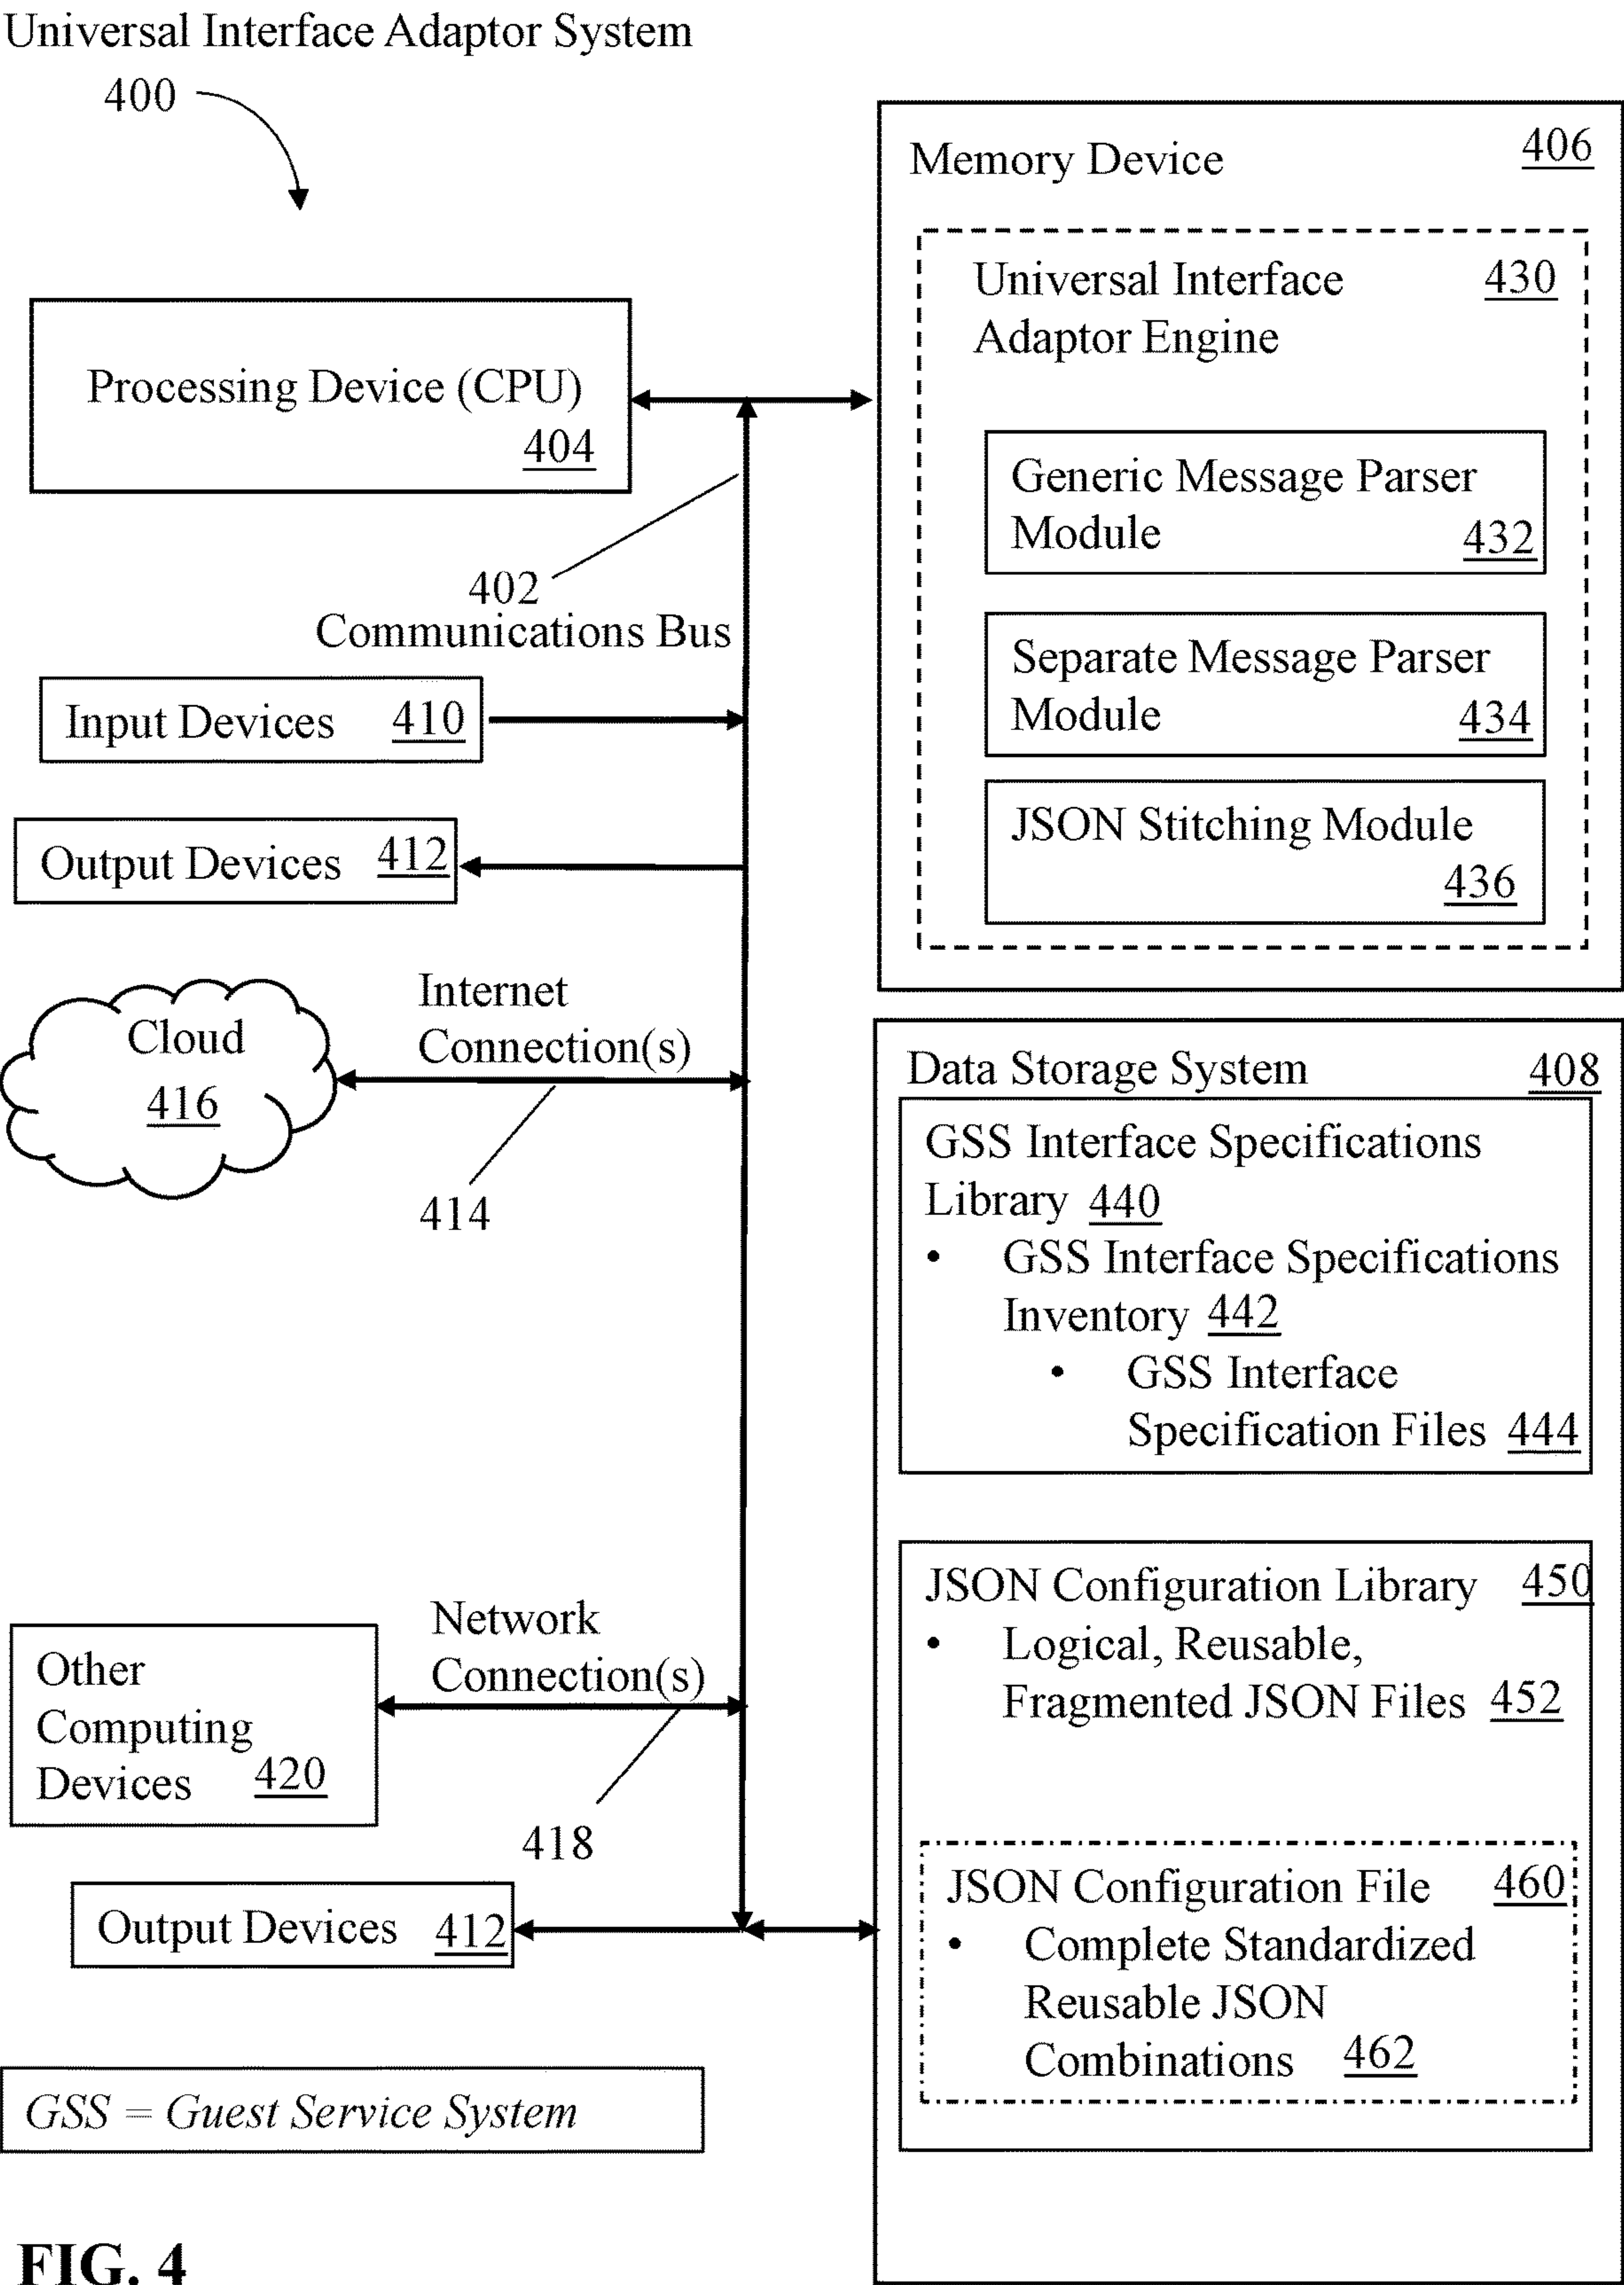 Universal Interface Adaptor System
400
Memory Device 406
Universal Interface 430
Adaptor Engine
Processing Device (CPU)
404
Generic Message Parser
Module 432
402
Communications Bus
Separate Message Parser
Module 434
Input Devices 410
JSON Stitching Module
436
Output Devices 412
Internet
Connection(s)
Cloud
416
414
Data Storage System 408
GSS Interface Specifications
Library 440
• GSS Interface Specifications
Inventory 442
• GSS Interface
Specification Files 444
JSON Configuration Library 450
• Logical, Reusable,
Fragmented JSON Files 452
Network
Connection(s)
Other
Computing
Devices 420
418
JSON Configuration File 460
• Complete Standardized
Reusable JSON
Combinations 462
Output Devices 412
GSS = Guest Service System
FIG. 4